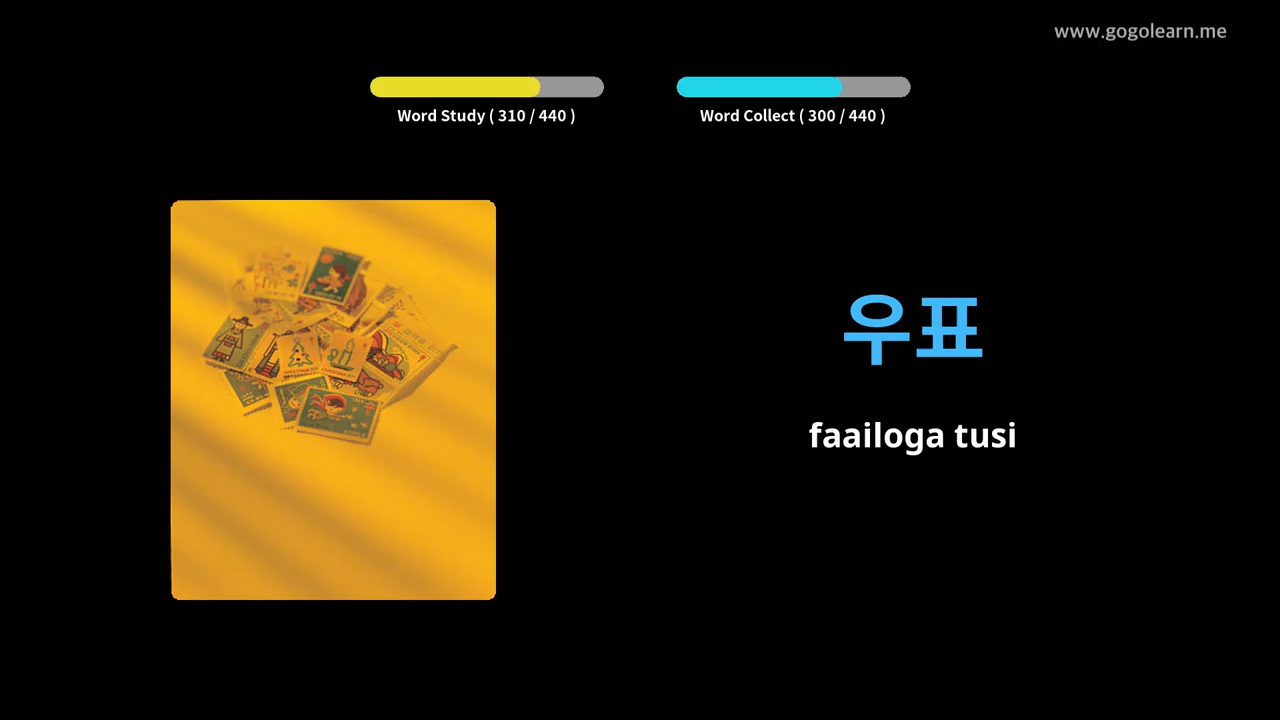 www.gogolearn.me
Word Study ( 310 / 440 )
Word Collect ( 300 / 440 )
우표
faailoga tusi